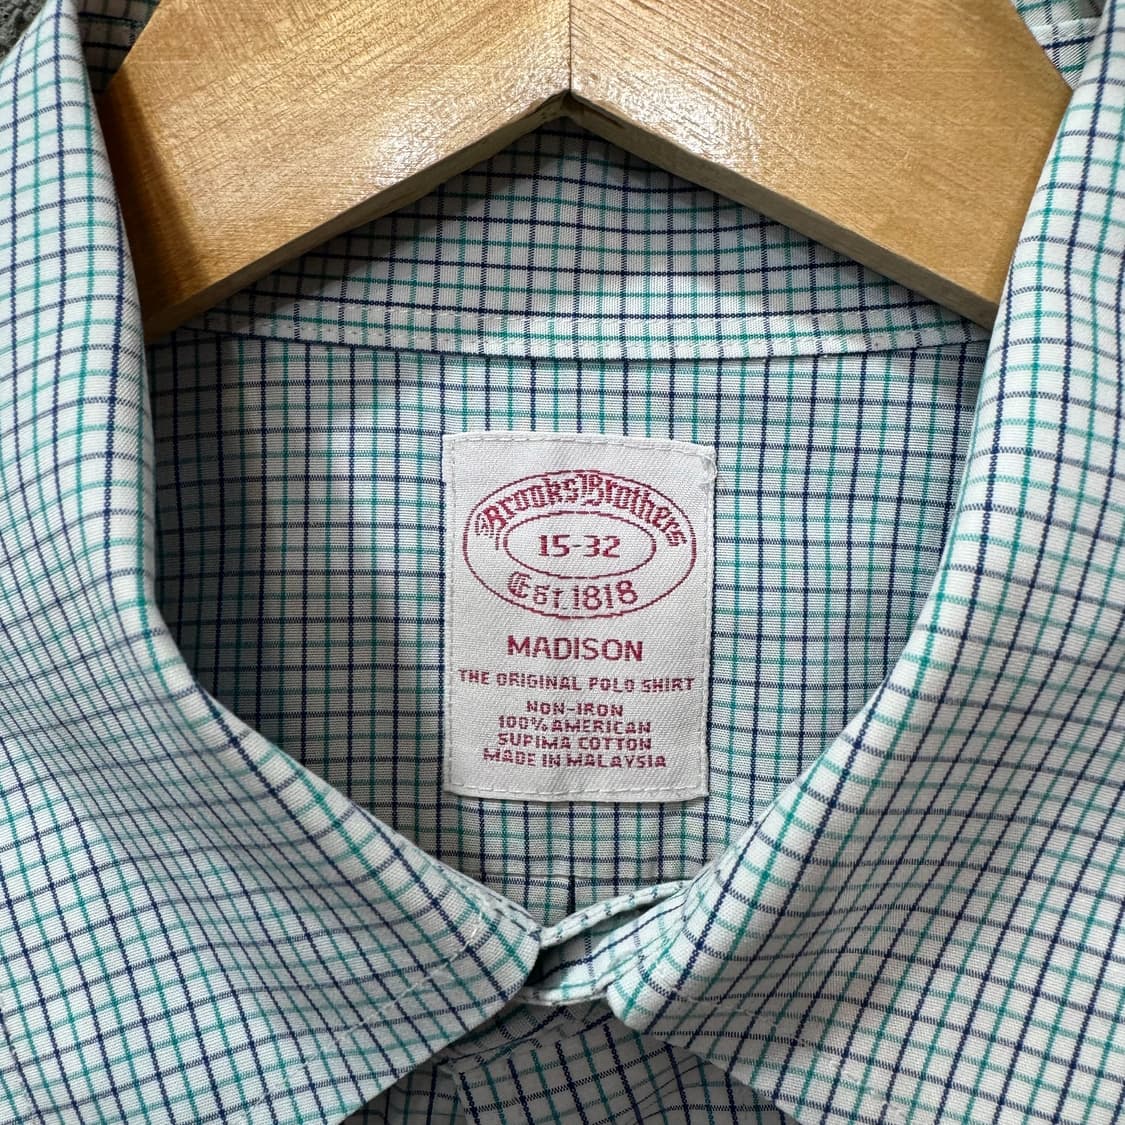 Brooks Brothers
15-32
Est. 1818
MADISON
THE ORIGINAL POLO SHIRT
NON-IRON
100% AMERICAN
SUPIMA COTTON
MADE IN MALAYSIA